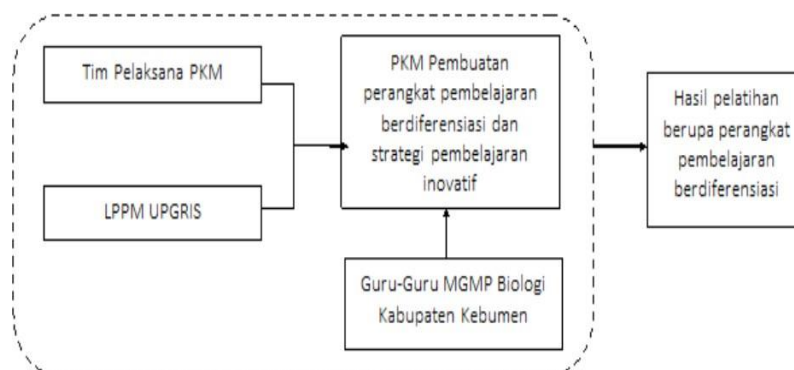 Tim Pelaksana PKM
LPPM UPGRIS
PKM Pembuatan
perangkat pembelajaran
berdiferensiasi dan
strategi pembelajaran
inovatif
Guru-Guru MGMP Biologi
Kabupaten Kebumen
Hasil pelatihan
berupa perangkat
pembelajaran
berdiferensiasi